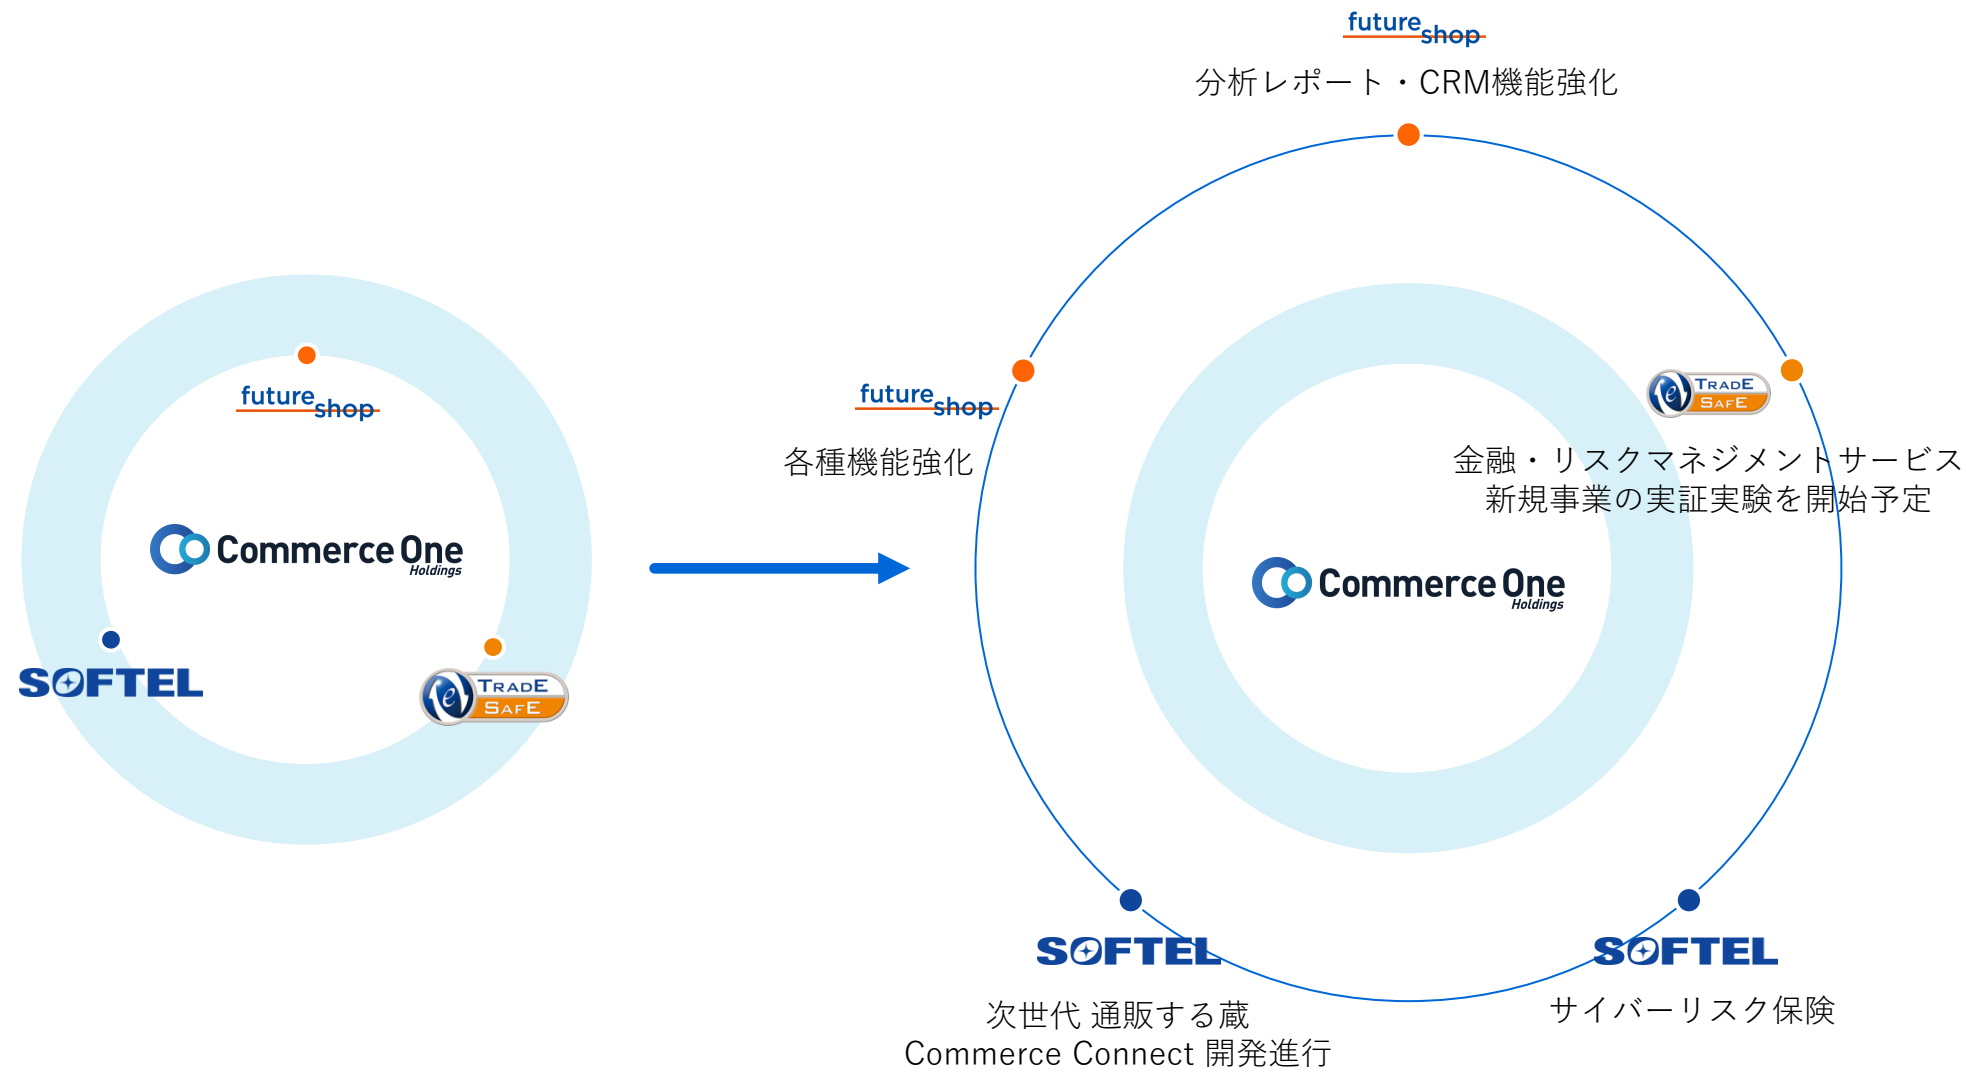 future
shop
Commerce One
Holdings
SOFTEL
e
TRADE
SAFE
future
shop
分析レポート・CRM機能強化
future
shop
各種機能強化
e
TRADE
SAFE
金融・リスクマネジメントサービス
新規事業の実証実験を開始予定
Commerce One
Holdings
SOFTEL
次世代 通販する蔵
Commerce Connect 開発進行
SOFTEL
サイバーリスク保険